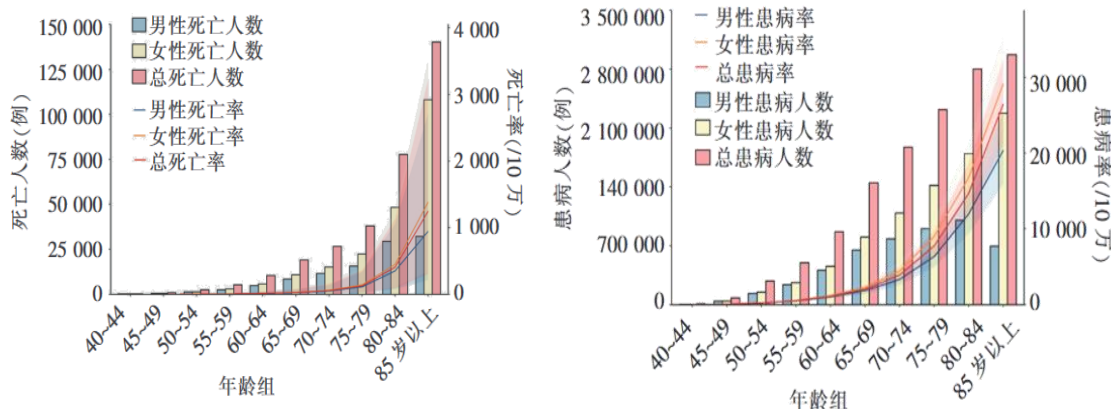 死亡人数(例)
150 000
125 000
100 000
75 000
50 000
25 000
0
男性死亡人数
女性死亡人数
总死亡人数
男性死亡率
女性死亡率
总死亡率
4 000
3 000
2 000
1 000
0
死亡率(/10 万)
40~44
45~49
50~54
55~59
60~64
65~69
70~74
75~79
80~84
85 岁以上
年龄组
患病人数(例)
3 500 000
2 800 000
2 100 000
1 400 000
700 000
0
男性患病率
女性患病率
总患病率
男性患病人数
女性患病人数
总患病人数
30 000
20 000
10 000
0
患病率(/10 万)
40~44
45~49
50~54
55~59
60~64
65~69
70~74
75~79
80~84
85 岁以上
年龄组